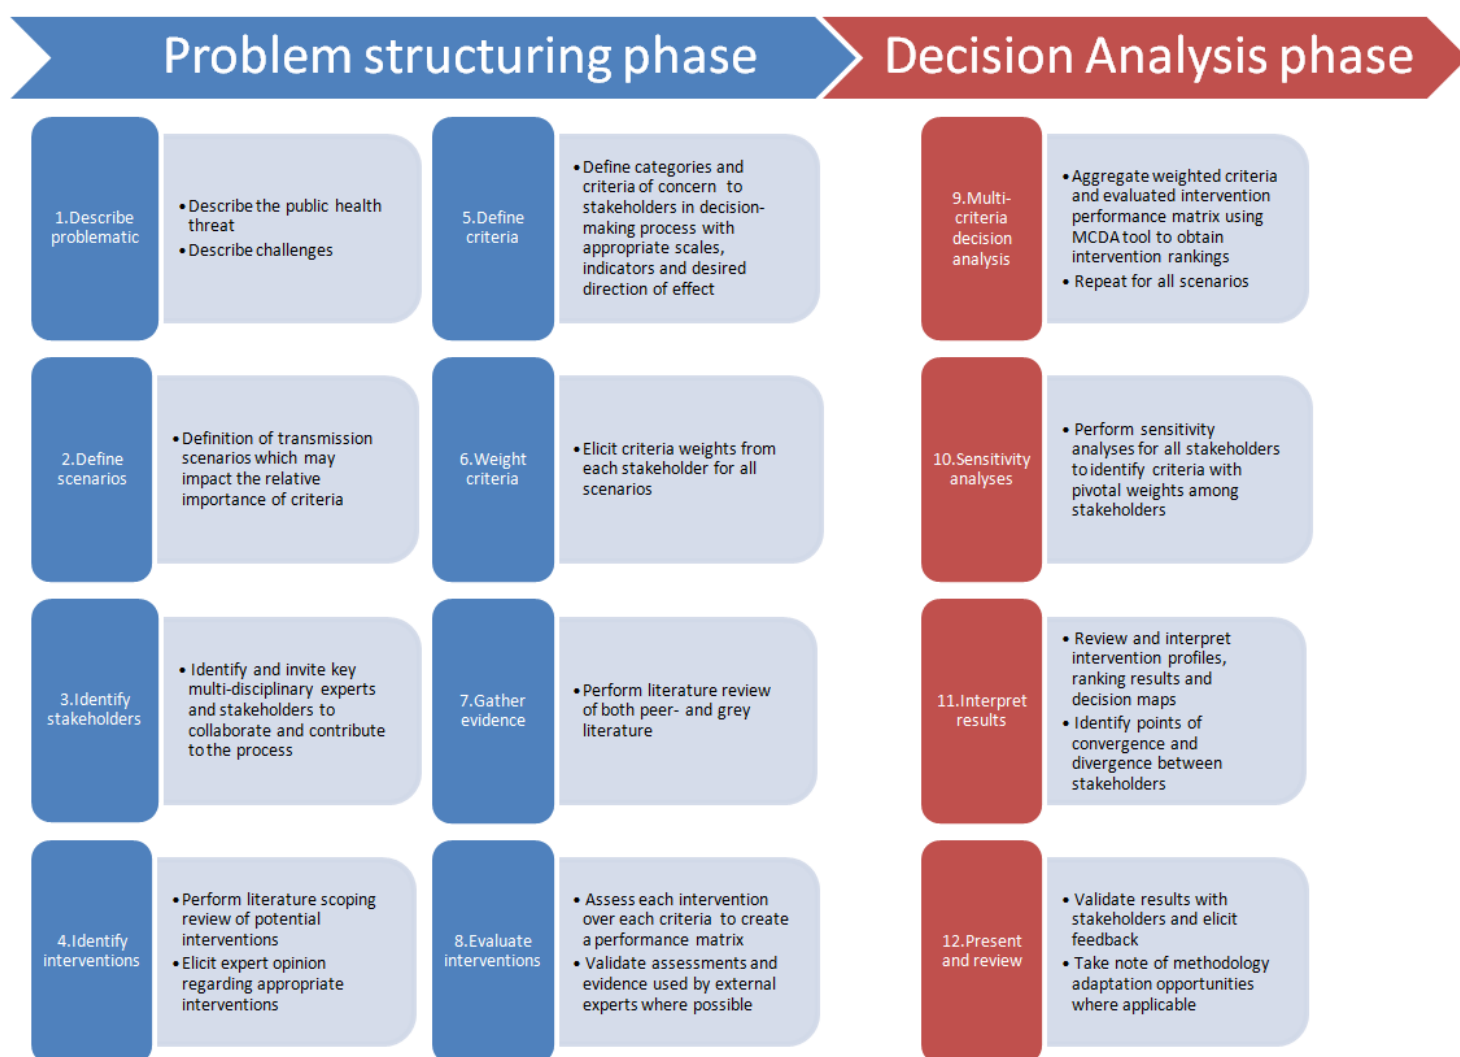 Problem structuring phase
Decision Analysis phase
1.Describe
problematic
• Describe the public health
threat
• Describe challenges
2.Define
scenarios
• Definition of transmission
scenarios which may
impact the relative
importance of criteria
3.Identify
stakeholders
• Identify and invite key
multi-disciplinary experts
and stakeholders to
collaborate and contribute
to the process
4.Identify
interventions
• Perform literature scoping
review of potential
interventions
• Elicit expert opinion
regarding appropriate
interventions
5.Define
criteria
• Define categories and
criteria of concern to
stakeholders in decision-
making process with
appropriate scales,
indicators and desired
direction of effect
6.Weight
criteria
• Elicit criteria weights from
each stakeholder for all
scenarios
7.Gather
evidence
• Perform literature review
of both peer- and grey
literature
8.Evaluate
interventions
• Assess each intervention
over each criteria to create
a performance matrix
• Validate assessments and
evidence used by external
experts where possible
9.Multi-
criteria
decision
analysis
• Aggregate weighted criteria
and evaluated intervention
performance matrix using
MCDA tool to obtain
intervention rankings
• Repeat for all scenarios
10.Sensitivity
analyses
• Perform sensitivity
analyses for all stakeholders
to identify criteria with
pivotal weights among
stakeholders
11.Interpret
results
• Review and interpret
intervention profiles,
ranking results and
decision maps
• Identify points of
convergence and
divergence between
stakeholders
12.Present
and review
• Validate results with
stakeholders and elicit
feedback
• Take note of methodology
adaptation opportunities
where applicable